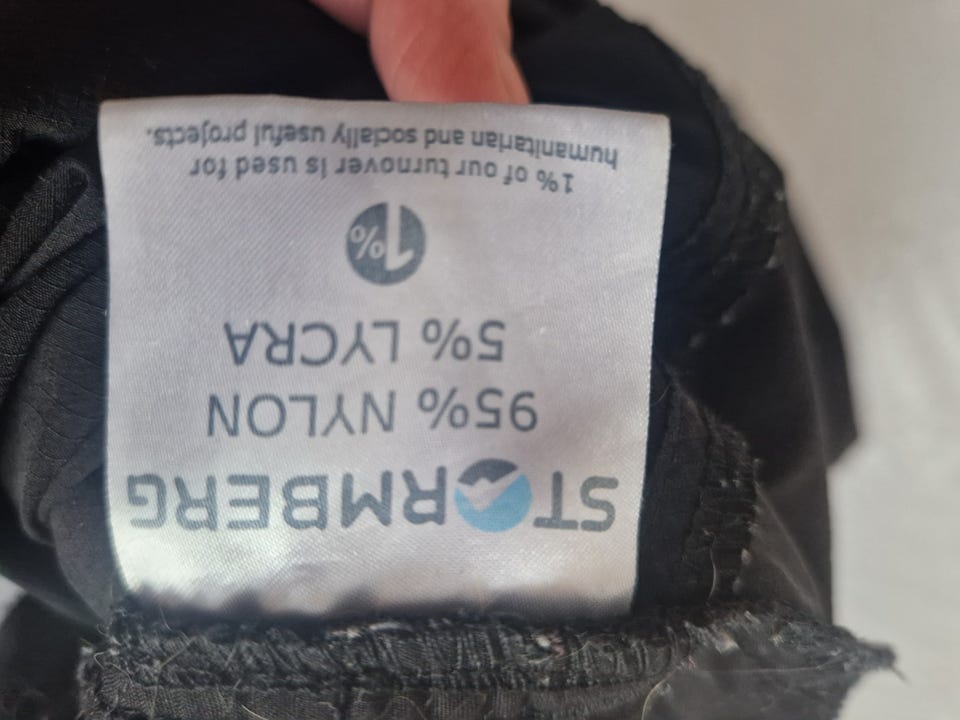 STORMBERG
95% NYLON
5% LYCRA
1%
1% of our turnover is used for
humanitarian and socially useful projects.